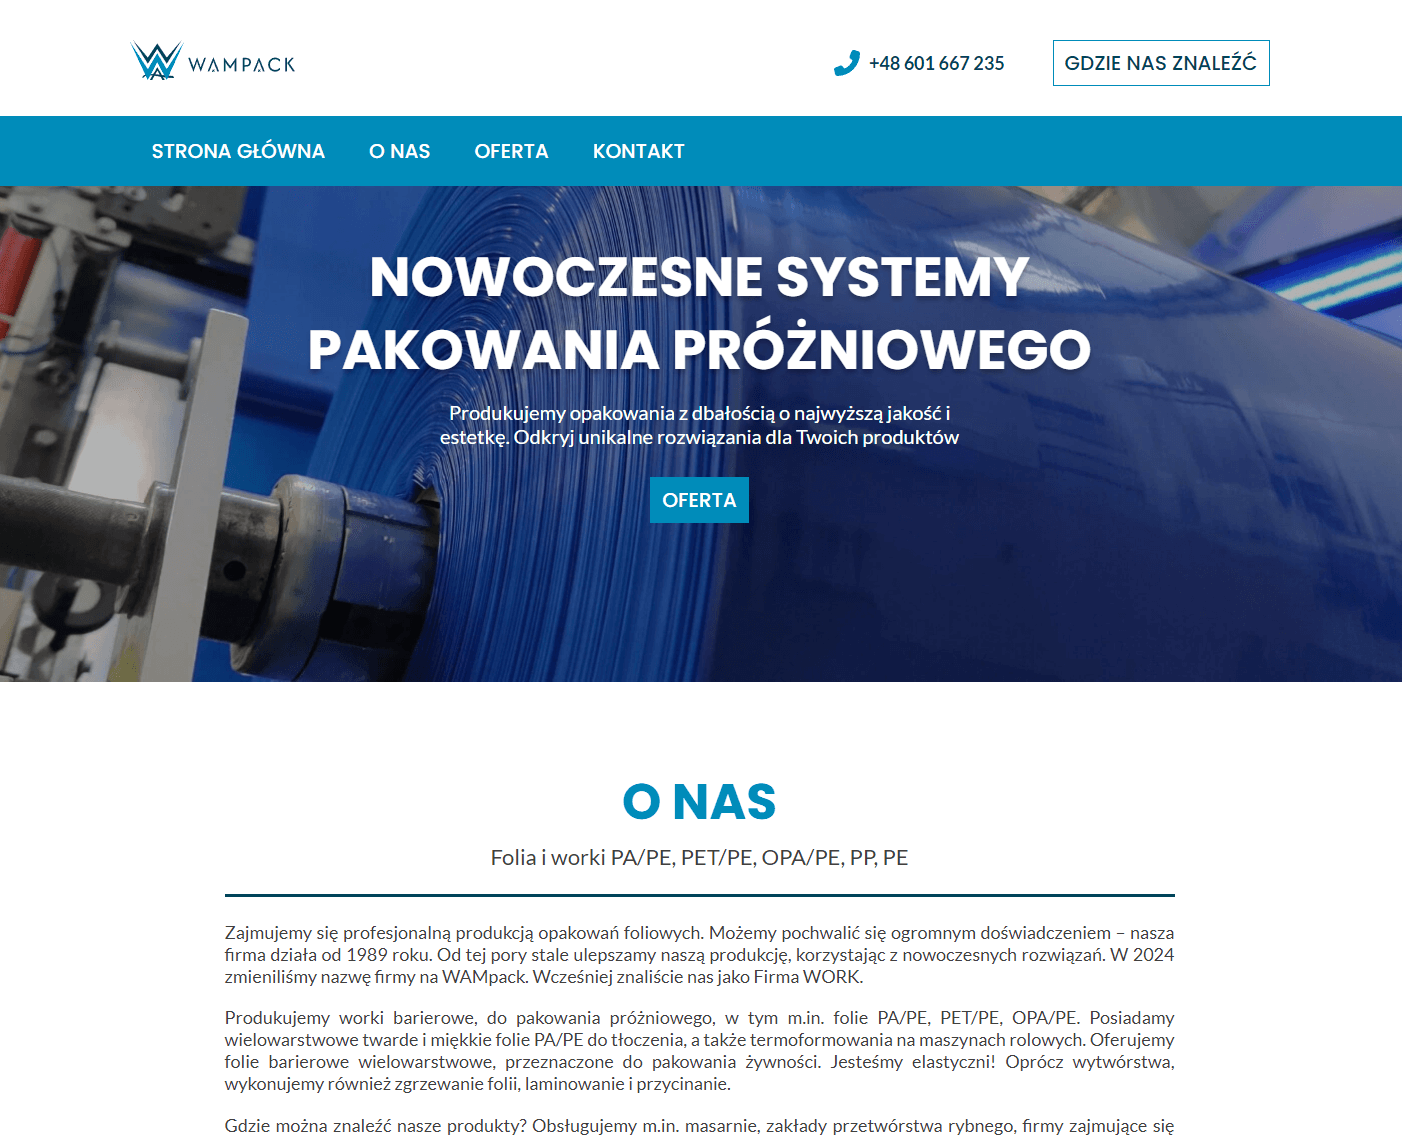 WAMPACK
+48 601 667 235
GDZIE NAS ZNALEŹĆ
STRONA GŁÓWNA
O NAS
OFERTA
KONTAKT
NOWOCZESNE SYSTEMY
PAKOWANIA PRÓŻNIOWEGO
Produkujemy opakowania z dbałością o najwyższą jakość i
estetkę. Odkryj unikalne rozwiązania dla Twoich produktów
OFERTA
O NAS
Folia i worki PA/PE, PET/PE, OPA/PE, PP, PE
Zajmujemy się profesjonalną produkcją opakowań foliowych. Możemy pochwalić się ogromnym doświadczeniem – nasza
firma działa od 1989 roku. Od tej pory stale ulepszamy naszą produkcję, korzystając z nowoczesnych rozwiązań. W 2024
zmieniliśmy nazwę firmy na WAMpack. Wcześniej znaliście nas jako Firma WORK.
Produkujemy worki barierowe, do pakowania próżniowego, w tym m.in. folie PA/PE, PET/PE, OPA/PE. Posiadamy
wielowarstwowe twarde i miękkie folie PA/PE do tłoczenia, a także termoformowania na maszynach rolowych. Oferujemy
folie barierowe wielowarstwowe, przeznaczone do pakowania żywności. Jesteśmy elastyczni! Oprócz wytwórstwa,
wykonujemy również zgrzewanie folii, laminowanie i przycinanie.
Gdzie można znaleźć nasze produkty? Obsługujemy m.in. masarnie, zakłady przetwórstwa rybnego, firmy zajmujące się